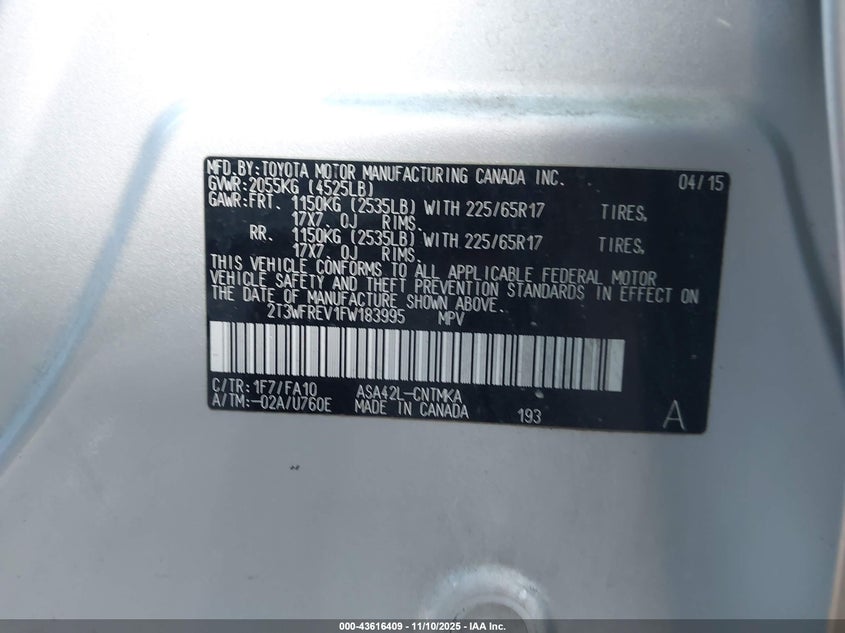 MFD.BY:TOYOTA MOTOR MANUFACTURING CANADA INC. 04/15
GVWR:2055KG (4525LB)
GAWR:FRT. 1150KG (2535LB) WITH 225/65R17 TIRES,
17X7.0J RIMS.
RR. 1150KG (2535LB) WITH 225/65R17 TIRES,
17X7.0J RIMS.
THIS VEHICLE CONFORMS TO ALL APPLICABLE FEDERAL MOTOR
VEHICLE SAFETY AND THEFT PREVENTION STANDARDS IN EFFECT ON
THE DATE OF MANUFACTURE SHOWN ABOVE.
2T3WFREV1FW183995 MPV
C/TR:1F7/FA10 ASA42L-CNTMKA
A/TM:-02A/U760E MADE IN CANADA 193 A
000-43616409 - 11/10/2025 - IAA Inc.